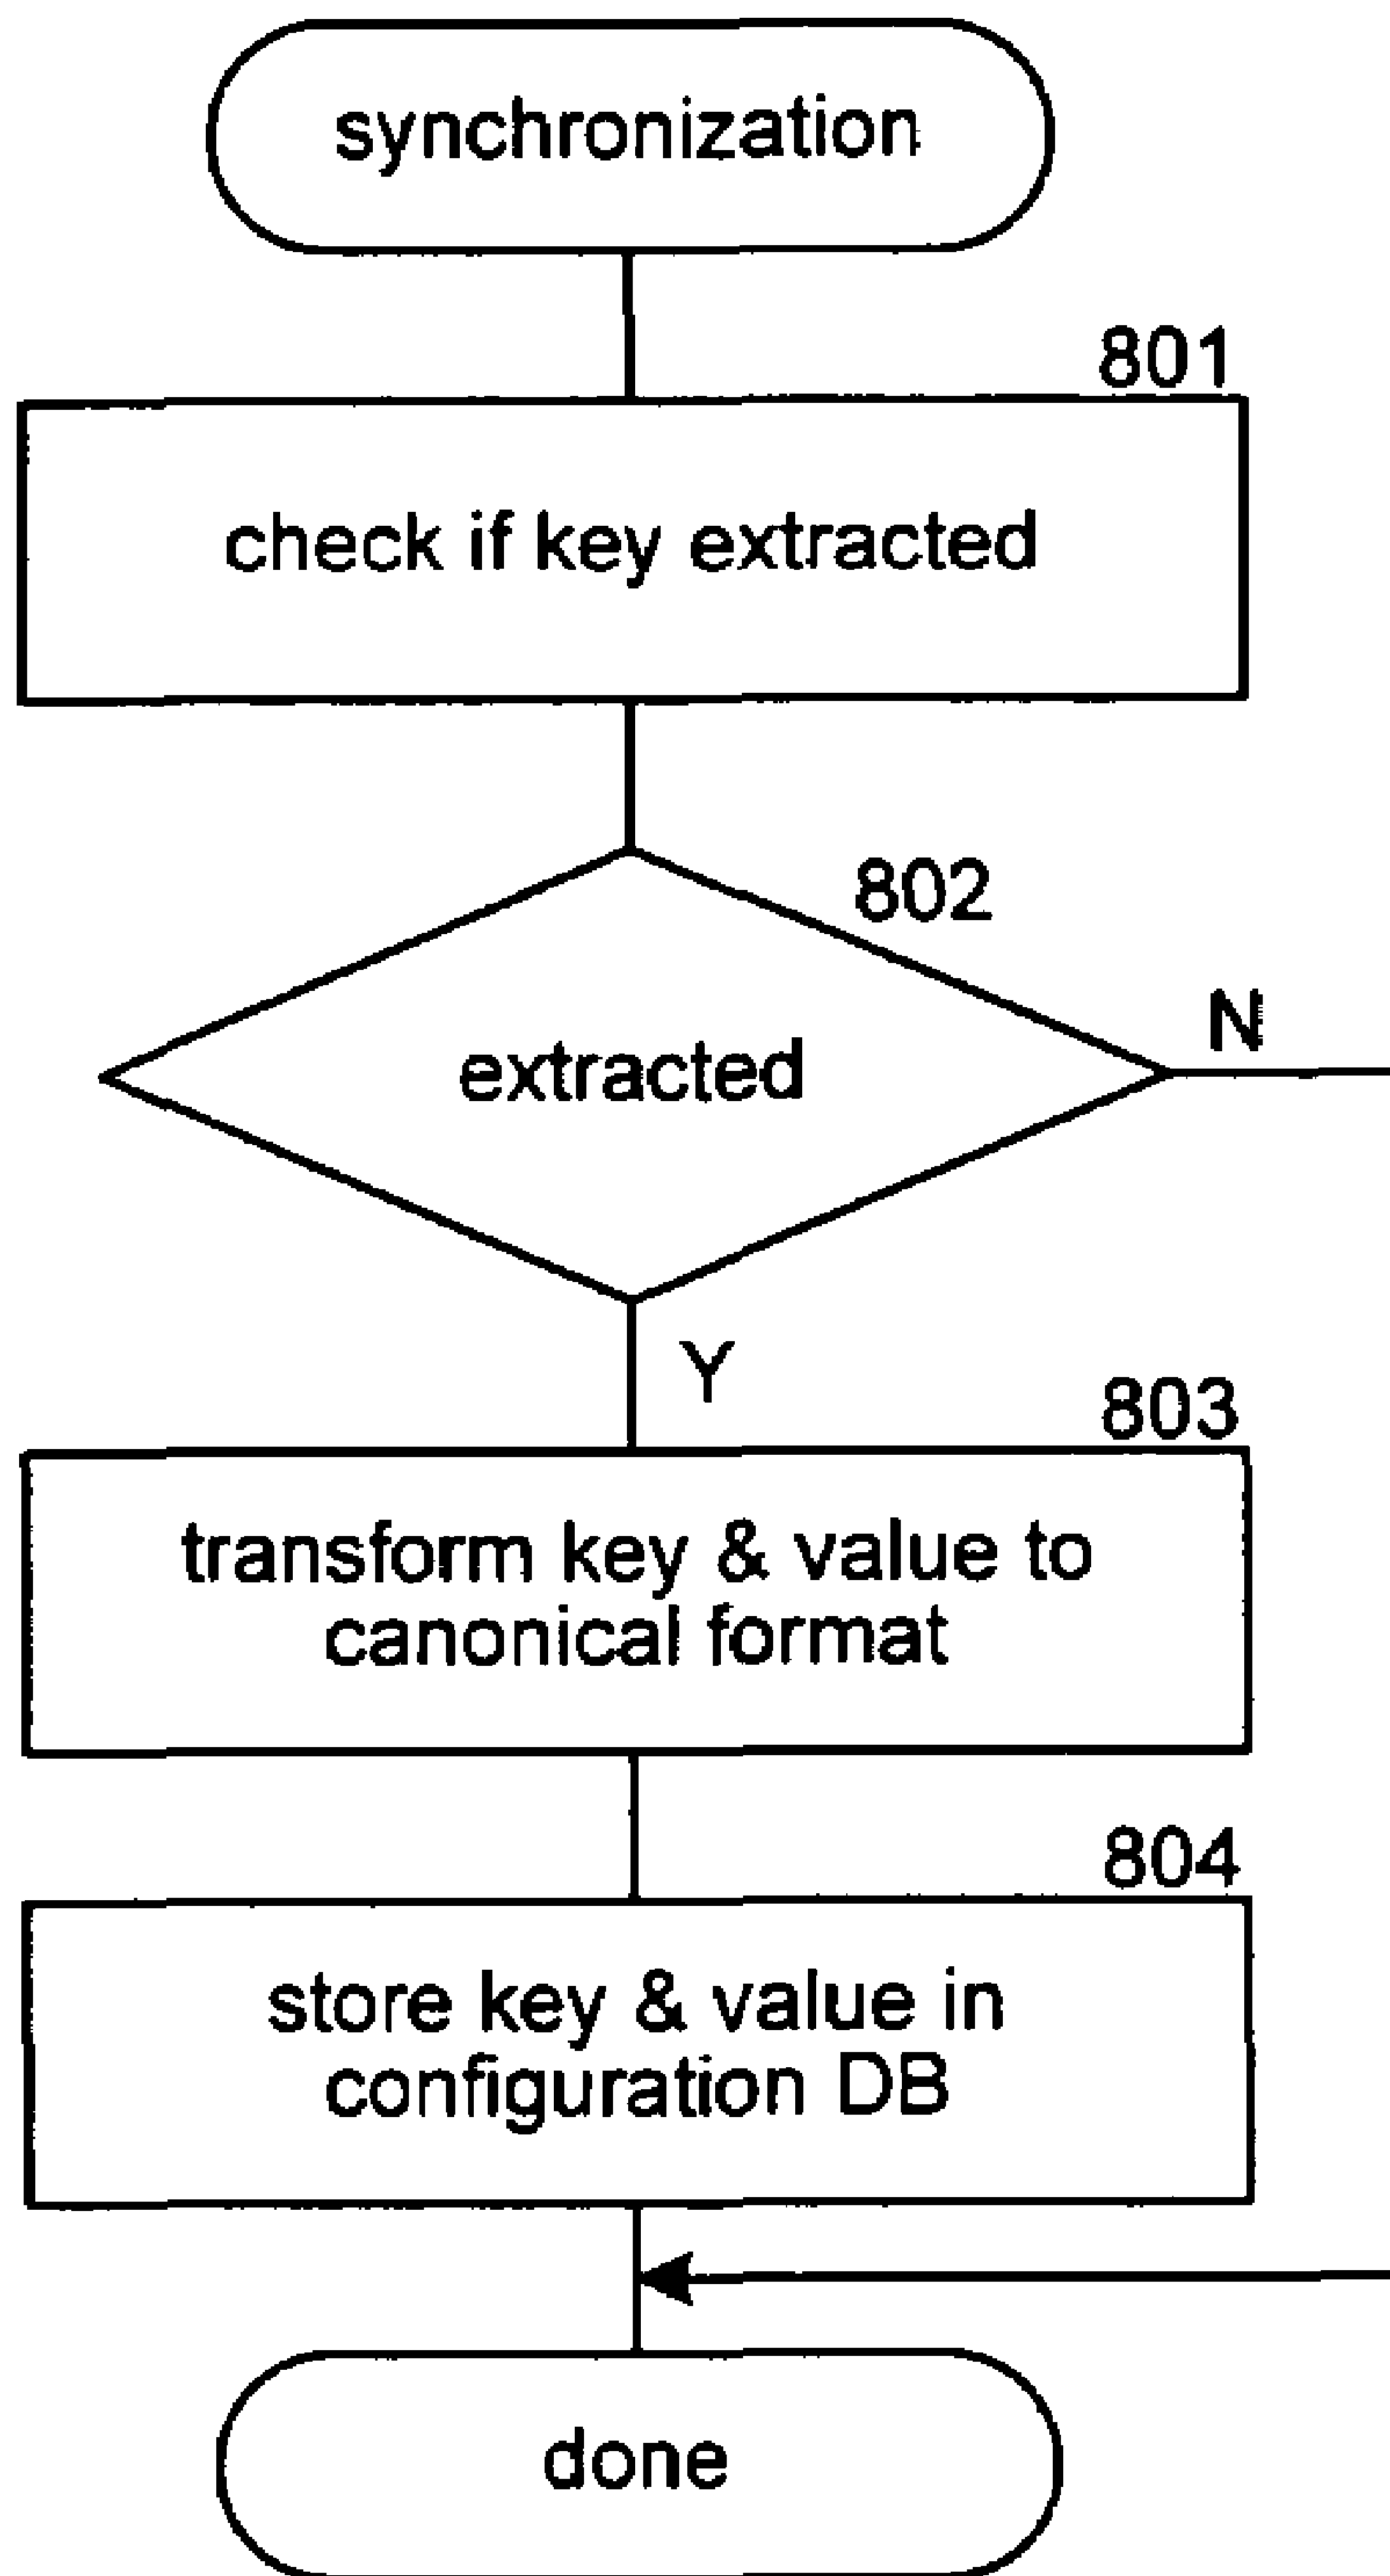 synchronization
801
check if key extracted
802
extracted
N
Y
803
transform key & value to
canonical format
804
store key & value in
configuration DB
done